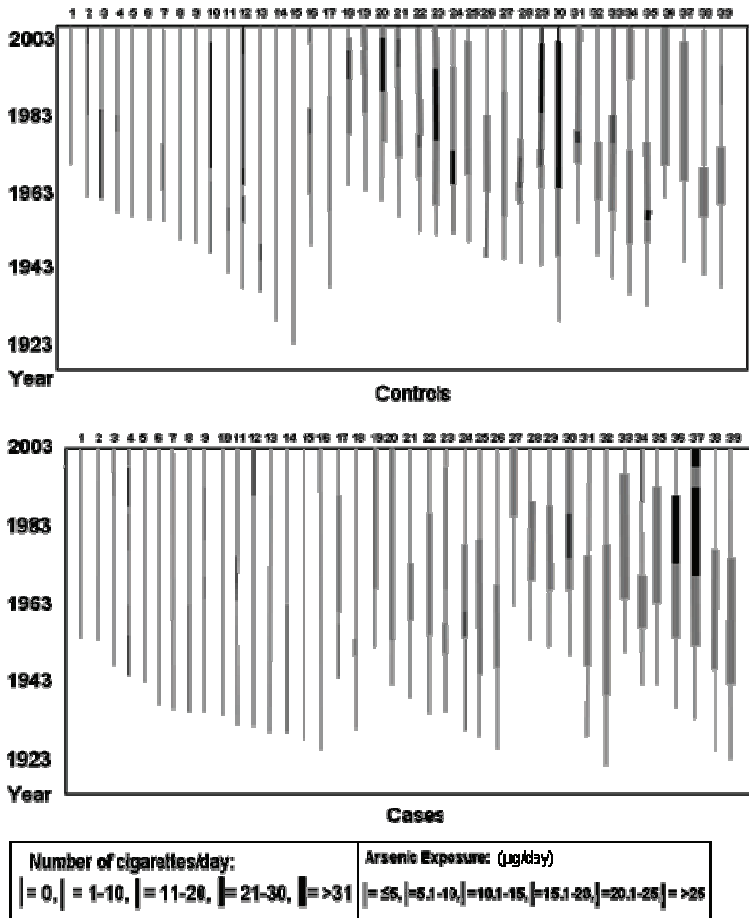 1 2 3 4 5 6 7 8 9 10 11 12 13 14 15 16 17 18 19 20 21 22 23 24 25 26 27 28 29 30 31 32 33 34 35 36 37 38 39
2003
1983
1963
1943
1923
Year
Controls
1 2 3 4 5 6 7 8 9 10 11 12 13 14 15 16 17 18 19 20 21 22 23 24 25 26 27 28 29 30 31 32 33 34 35 36 37 38 39
2003
1983
1963
1943
1923
Year
Cases
Number of cigarettes/day:
= 0, = 1-10, = 11-20, = 21-30, = >31
Arsenic Exposure: (µg/day)
= ≤5, =5.1-10, =10.1-15, =15.1-20, =20.1-25, = >25